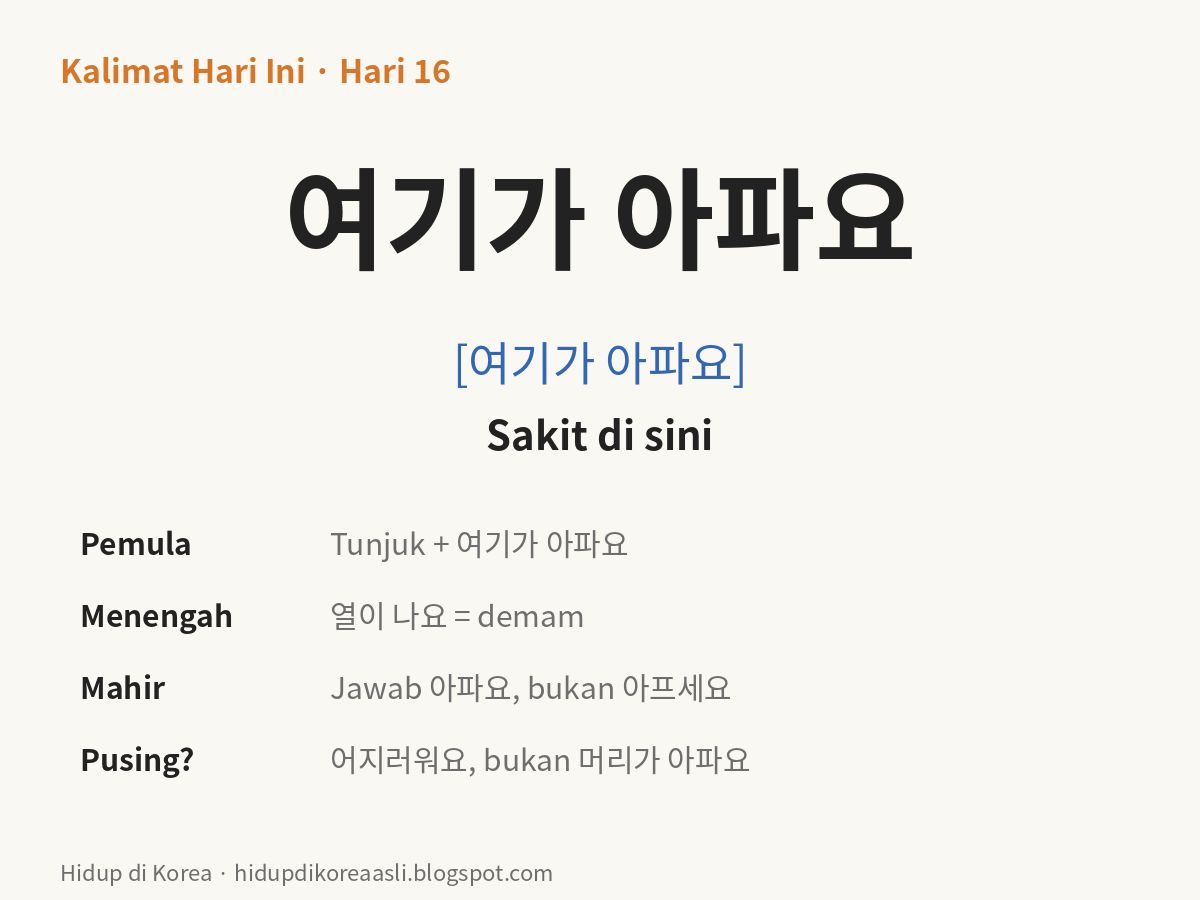 Kalimat Hari Ini · Hari 16
여기가 아파요
[여기가 아파요]
Sakit di sini
Pemula Tunjuk + 여기가 아파요
Menengah 열이 나요 = demam
Mahir Jawab 아파요, bukan 아프세요
Pusing? 어지러워요, bukan 머리가 아파요
Hidup di Korea · hidupdikoreaasli.blogspot.com